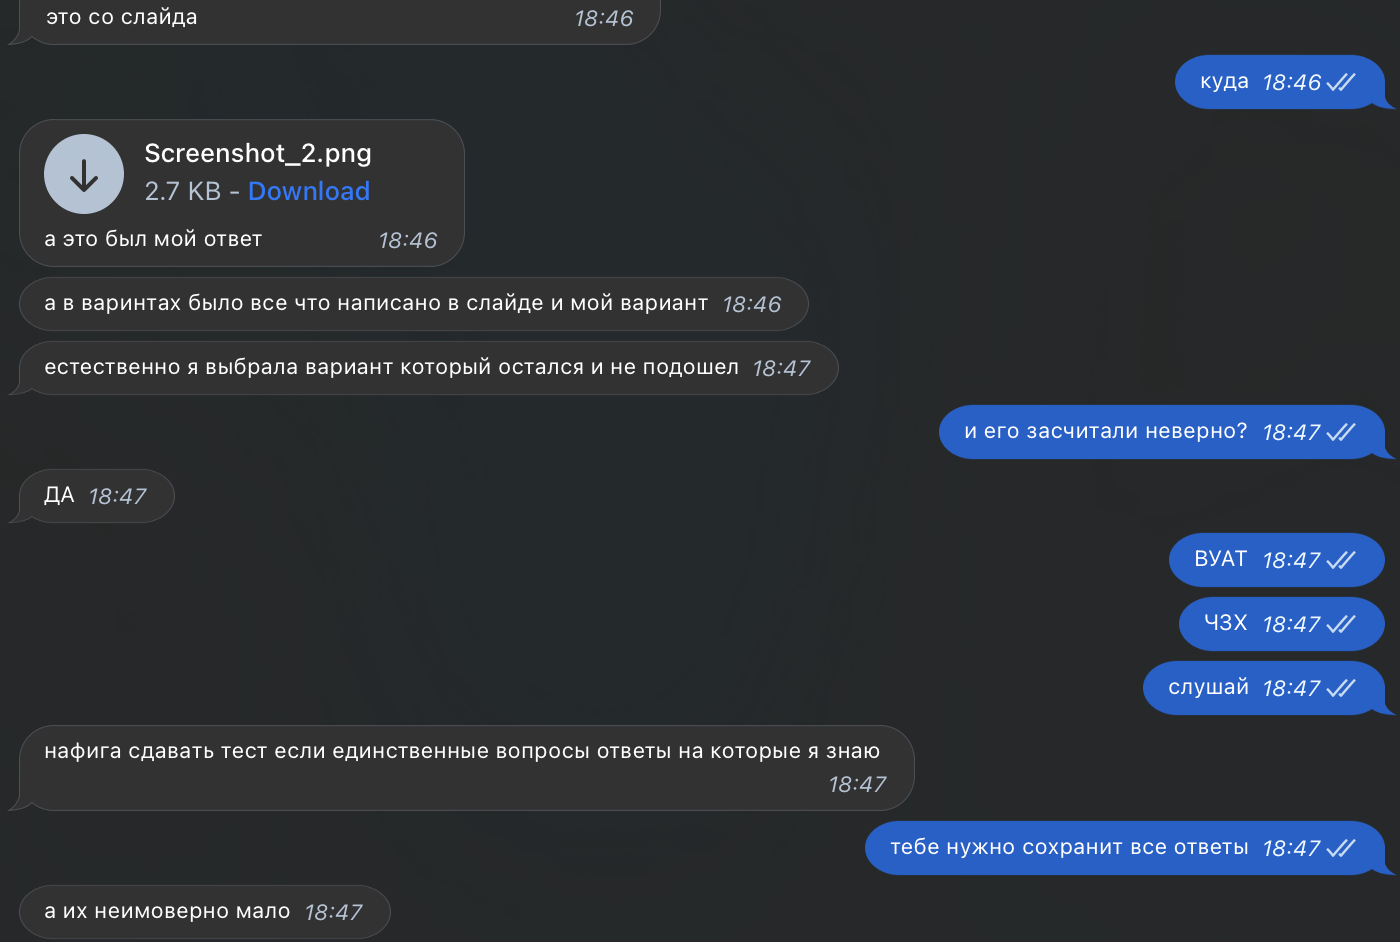 это со слайда 18:46
куда 18:46
Screenshot_2.png
2.7 KB - Download
а это был мой ответ 18:46
а в варинтах было все что написано в слайде и мой вариант 18:46
естественно я выбрала вариант который остался и не подошел 18:47
и его засчитали неверно? 18:47
ДА 18:47
ВУАТ 18:47
ЧЗХ 18:47
слушай 18:47
нафига сдавать тест если единственные вопросы ответы на которые я знаю
18:47
тебе нужно сохранит все ответы 18:47
а их неимоверно мало 18:47